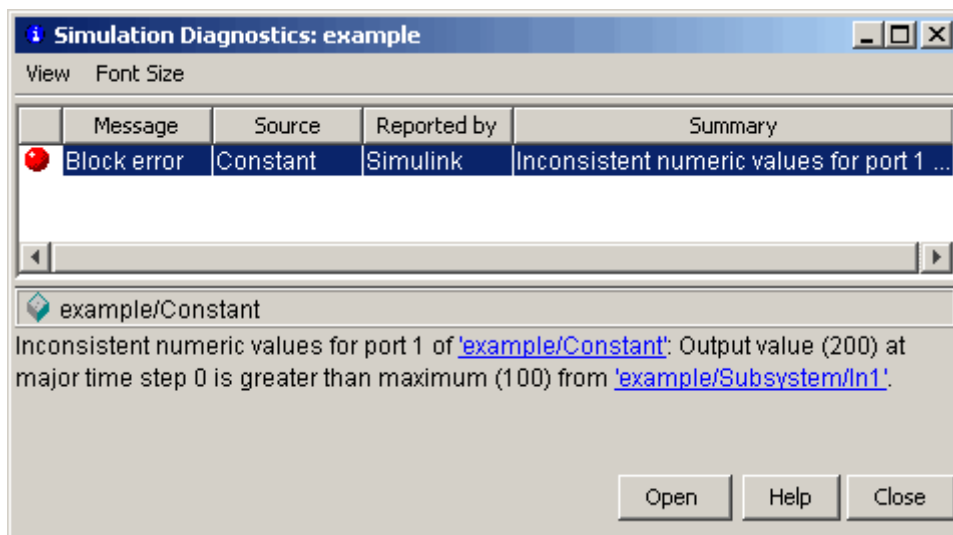 Simulation Diagnostics: example
View Font Size
Message Source Reported by Summary
Block error Constant Simulink Inconsistent numeric values for port 1 ...
example/Constant
Inconsistent numeric values for port 1 of 'example/Constant': Output value (200) at
major time step 0 is greater than maximum (100) from 'example/Subsystem/In1'.
Open Help Close